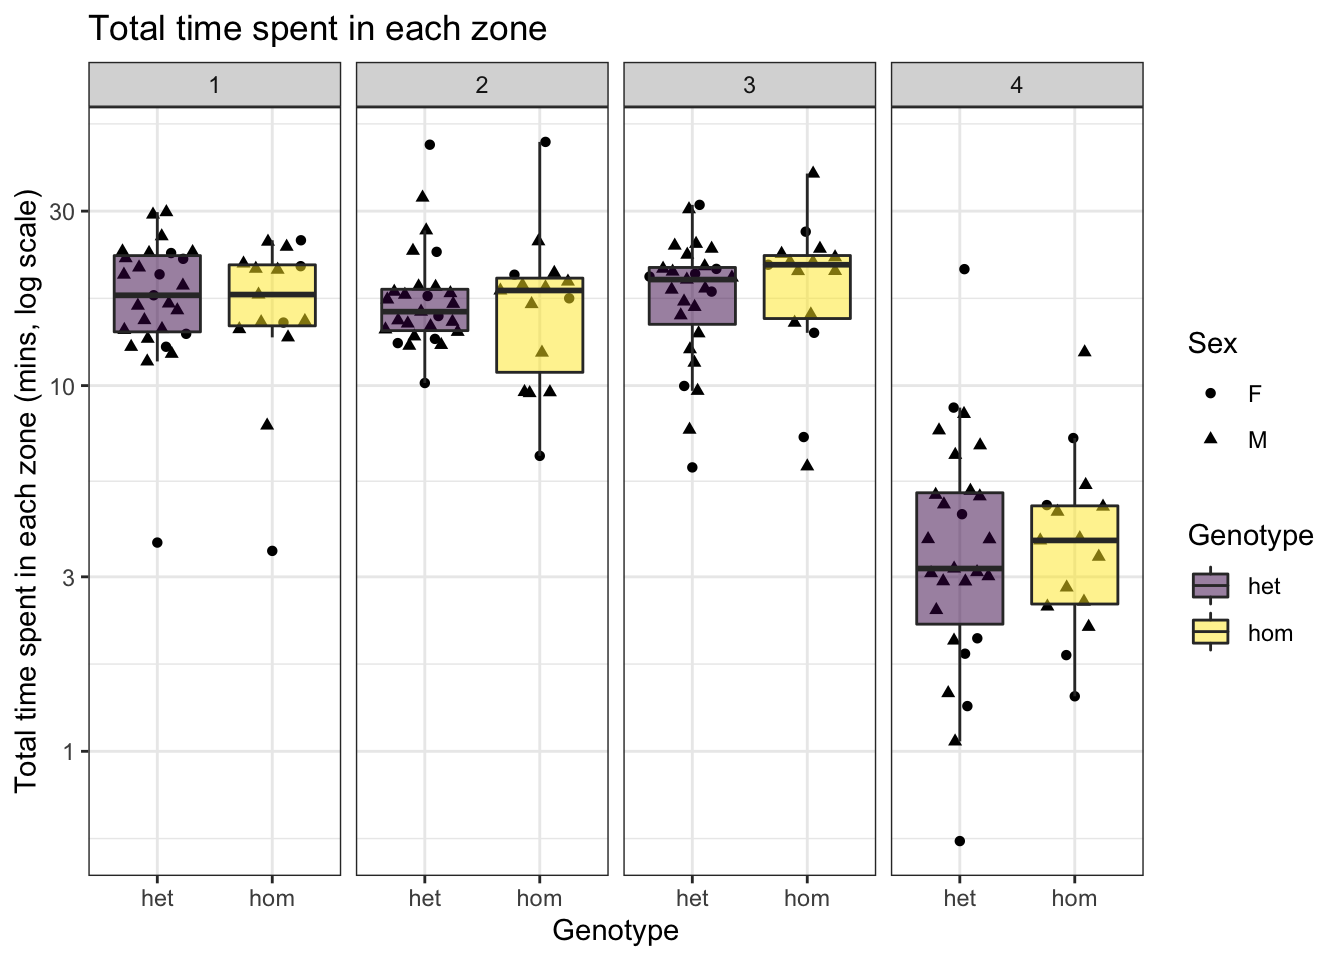 Total time spent in each zone
1 2 3 4
Total time spent in each zone (mins, log scale)
30
10
3
1
het hom het hom het hom het hom
Genotype
Sex
F
M
Genotype
het
hom